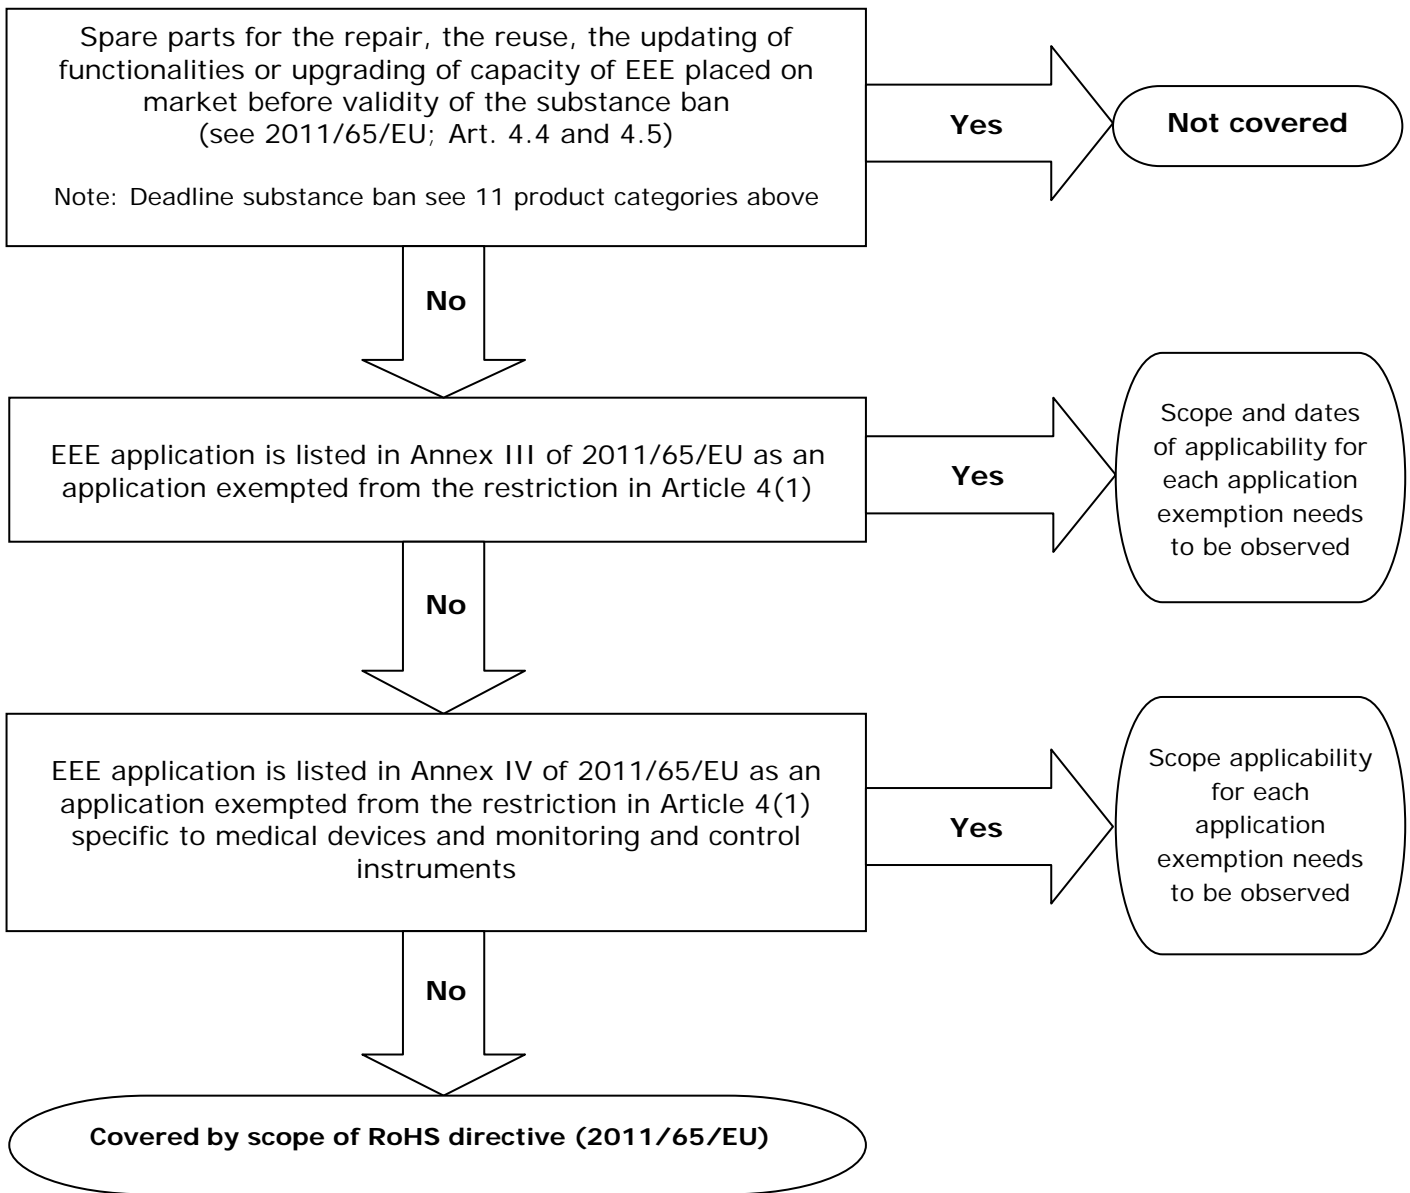 Spare parts for the repair, the reuse, the updating of
functionalities or upgrading of capacity of EEE placed on
market before validity of the substance ban
(see 2011/65/EU; Art. 4.4 and 4.5)
Note: Deadline substance ban see 11 product categories above
Yes
Not covered
No
EEE application is listed in Annex III of 2011/65/EU as an
application exempted from the restriction in Article 4(1)
Yes
Scope and dates
of applicability for
each application
exemption needs
to be observed
No
EEE application is listed in Annex IV of 2011/65/EU as an
application exempted from the restriction in Article 4(1)
specific to medical devices and monitoring and control
instruments
Yes
Scope applicability
for each
application
exemption needs
to be observed
No
Covered by scope of RoHS directive (2011/65/EU)